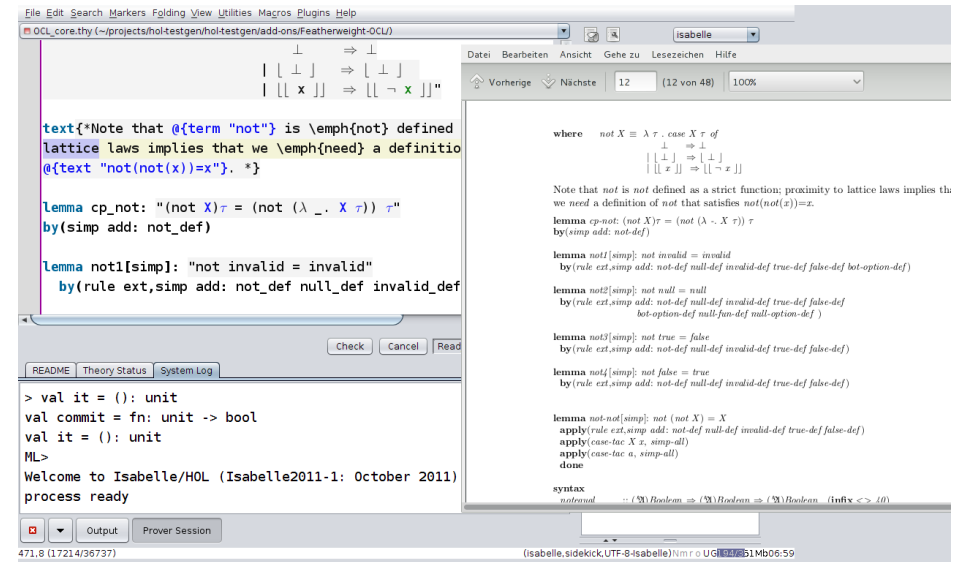 File Edit Search Markers Folding View Utilities Macros Plugins Help
OCL_core.thy (~/projects/hol-testgen/hol-testgen/add-ons/Featherweight-OCL/)
isabelle
⊥ ⇒ ⊥
| ⌊ ⊥ ⌋ ⇒ ⌊ ⊥ ⌋
| ⌊⌊ x ⌋⌋ ⇒ ⌊⌊ ¬ x ⌋⌋"
text{*Note that @{term "not"} is \emph{not} defined
lattice laws implies that we \emph{need} a definitio
@{text "not(not(x))=x"}. *}
lemma cp_not: "(not X)τ = (not (λ _. X τ)) τ"
by(simp add: not_def)
lemma not1[simp]: "not invalid = invalid"
by(rule ext,simp add: not_def null_def invalid_def
Check Cancel Read
README Theory Status System Log
> val it = (): unit
val commit = fn: unit -> bool
val it = (): unit
ML>
Welcome to Isabelle/HOL (Isabelle2011-1: October 2011)
process ready
Output Prover Session
471,8 (17214/36737)
(isabelle,sidekick,UTF-8-Isabelle)Nmro UG 194/351Mb 06:59
Datei Bearbeiten Ansicht Gehe zu Lesezeichen Hilfe
Vorherige Nächste 12 (12 von 48) 100%
where not X ≡ λ τ . case X τ of
⊥ ⇒ ⊥
| ⌊ ⊥ ⌋ ⇒ ⌊ ⊥ ⌋
| ⌊⌊ x ⌋⌋ ⇒ ⌊⌊ ¬ x ⌋⌋
Note that not is not defined as a strict function; proximity to lattice laws implies tha
we need a definition of not that satisfies not(not(x))=x.
lemma cp-not: (not X)τ = (not (λ -. X τ)) τ
by(simp add: not-def)
lemma not1[simp]: not invalid = invalid
by(rule ext,simp add: not-def null-def invalid-def true-def false-def bot-option-def)
lemma not2[simp]: not null = null
by(rule ext,simp add: not-def null-def invalid-def true-def false-def
bot-option-def null-fun-def null-option-def )
lemma not3[simp]: not true = false
by(rule ext,simp add: not-def null-def invalid-def true-def false-def)
lemma not4[simp]: not false = true
by(rule ext,simp add: not-def null-def invalid-def true-def false-def)
lemma not-not[simp]: not (not X) = X
apply(rule ext,simp add: not-def null-def invalid-def true-def false-def)
apply(case-tac X x, simp-all)
apply(case-tac a, simp-all)
done
syntax
notequal :: (𝔄)Boolean ⇒ (𝔄)Boolean ⇒ (𝔄)Boolean (infix <> 40)